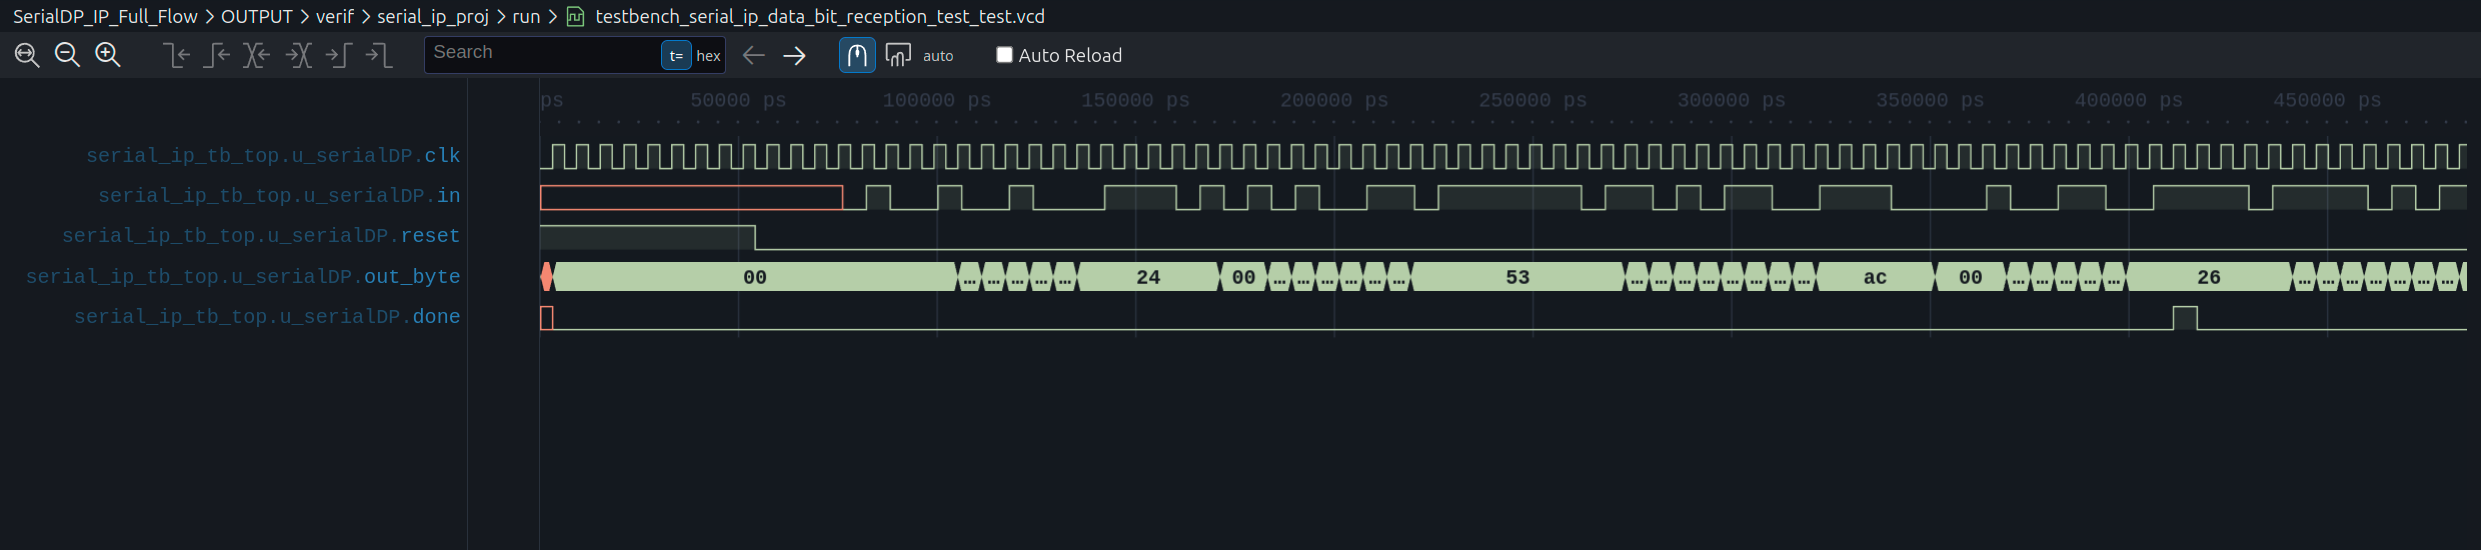 SerialDP_IP_Full_Flow > OUTPUT > verif > serial_ip_proj > run > testbench_serial_ip_data_bit_reception_test_test.vcd
Search t= hex auto Auto Reload
ps 50000 ps 100000 ps 150000 ps 200000 ps 250000 ps 300000 ps 350000 ps 400000 ps 450000 ps
serial_ip_tb_top.u_serialDP.clk
serial_ip_tb_top.u_serialDP.in
serial_ip_tb_top.u_serialDP.reset
serial_ip_tb_top.u_serialDP.out_byte 00 ... ... ... ... ... 24 00 ... ... ... ... ... ... 53 ... ... ... ... ... ... ... ... ac 00 ... ... ... ... ... 26 ... ... ... ... ... ... ...
serial_ip_tb_top.u_serialDP.done